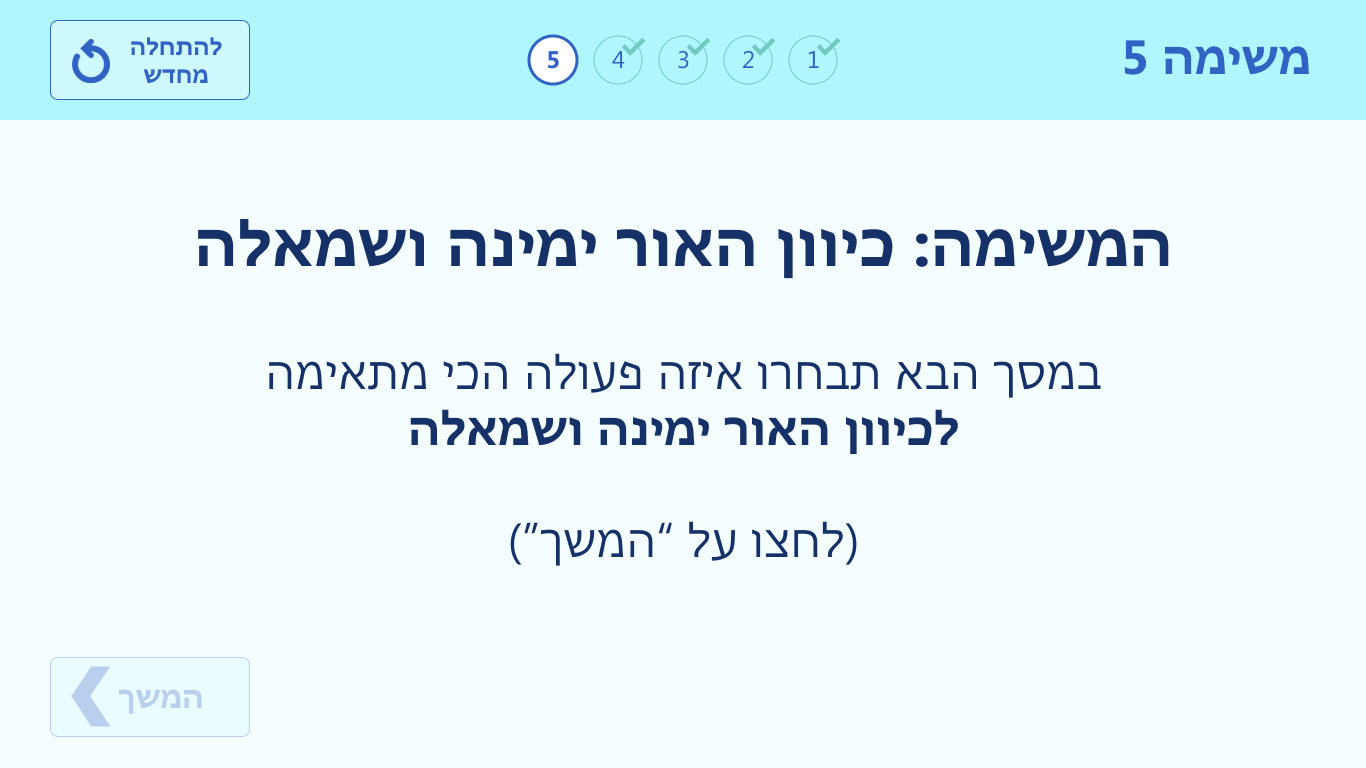 משימה 5
1
2
3
4
5
להתחלה
מחדש
המשימה: כיוון האור ימינה ושמאלה
במסך הבא תבחרו איזה פעולה הכי מתאימה
לכיוון האור ימינה ושמאלה
(לחצו על “המשך”)
המשך